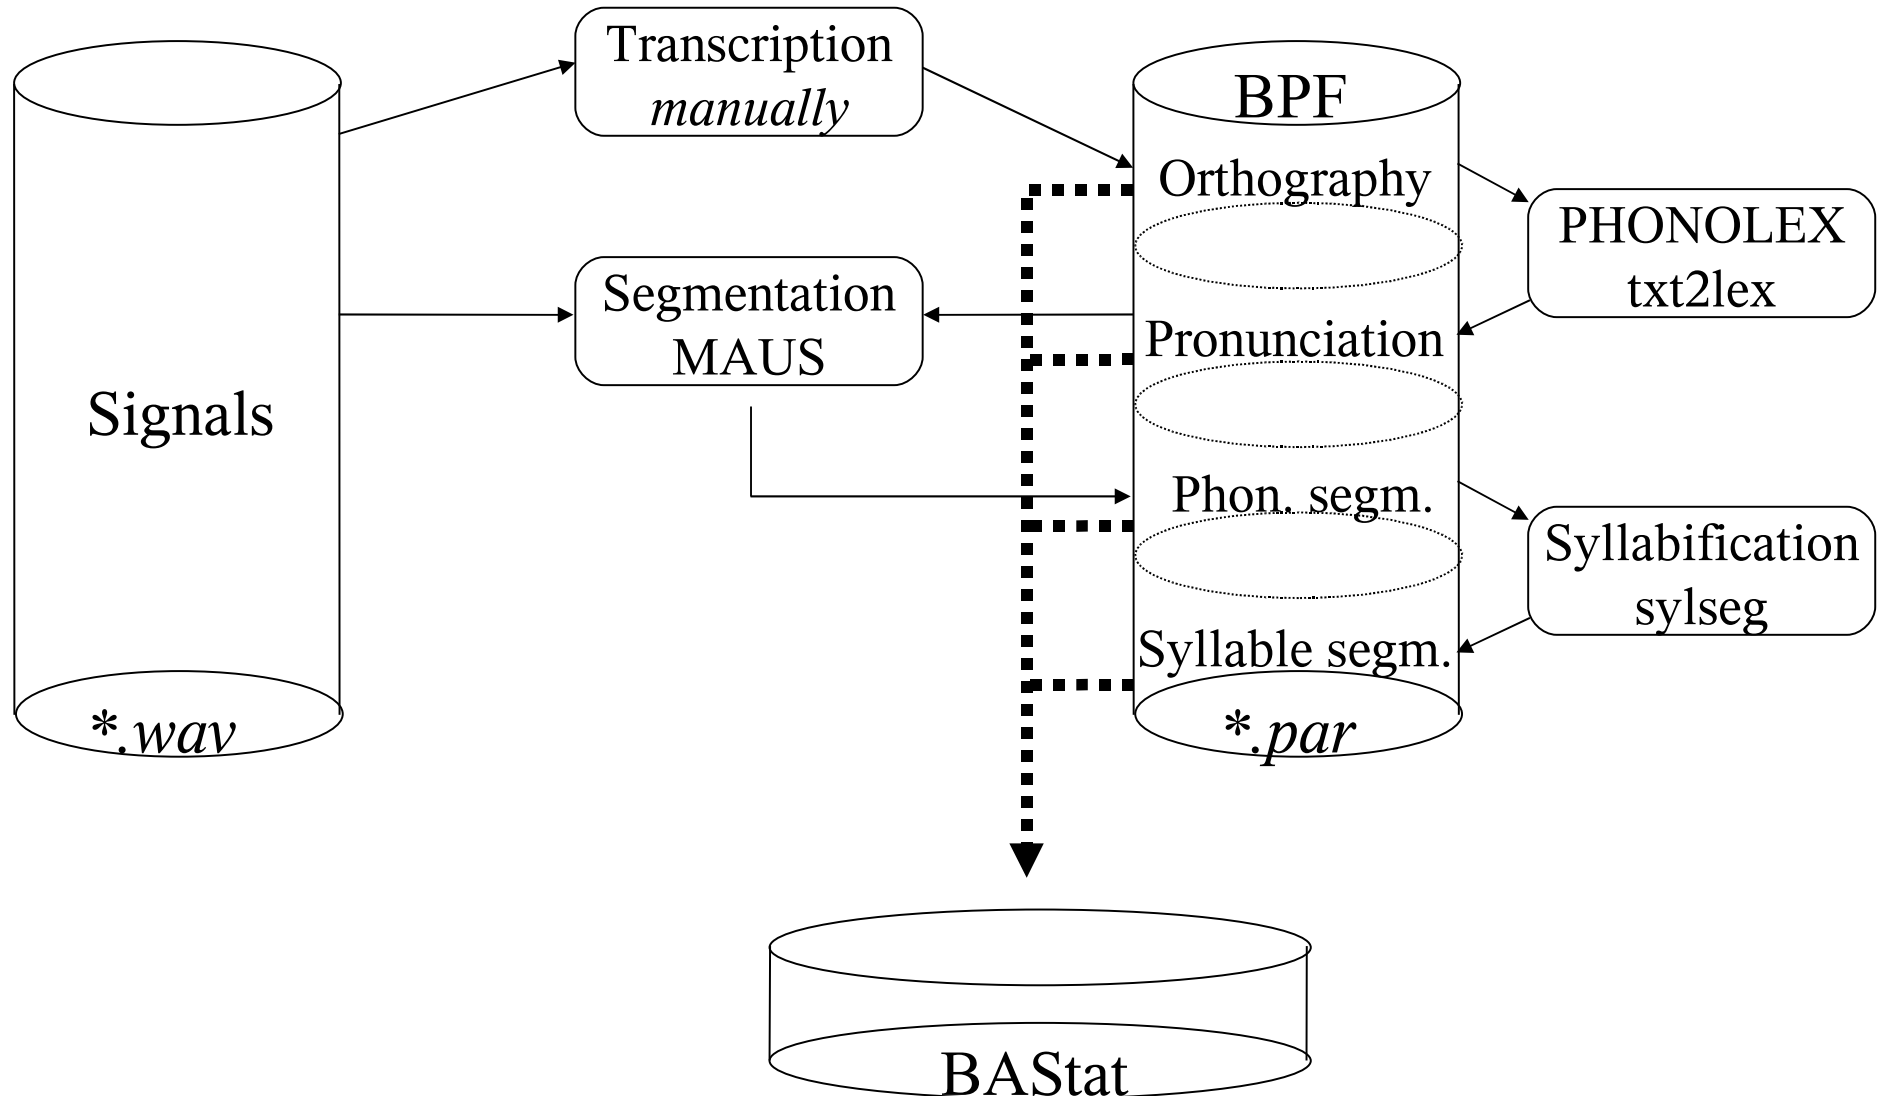 Transcription
manually
BPF
Orthography
PHONOLEX
txt2lex
Segmentation
MAUS
Pronunciation
Signals
Phon. segm.
Syllabification
sylseg
Syllable segm.
*.wav
*.par
BAStat